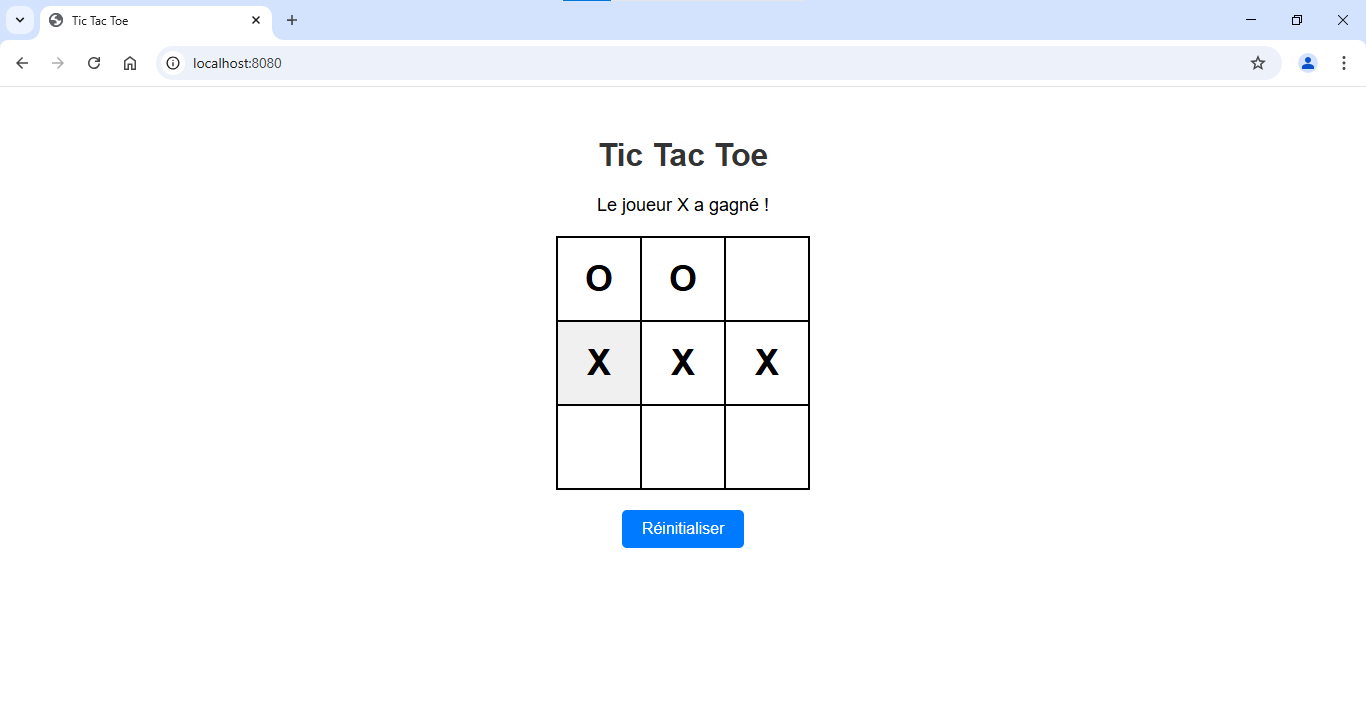 Tic Tac Toe
localhost:8080
Tic Tac Toe
Le joueur X a gagné !
O O
X X X
Réinitialiser